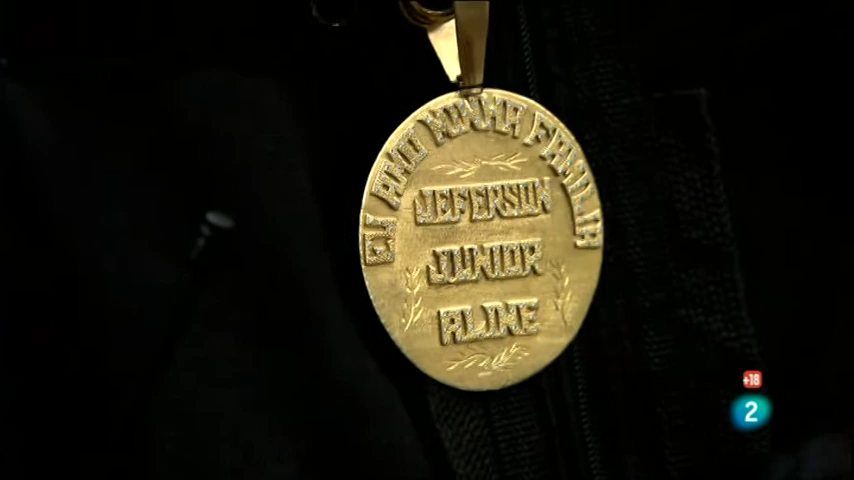 EU AMO MINHA FAMILIA
JEFERSON
JUNIOR
ALINE
+18
2